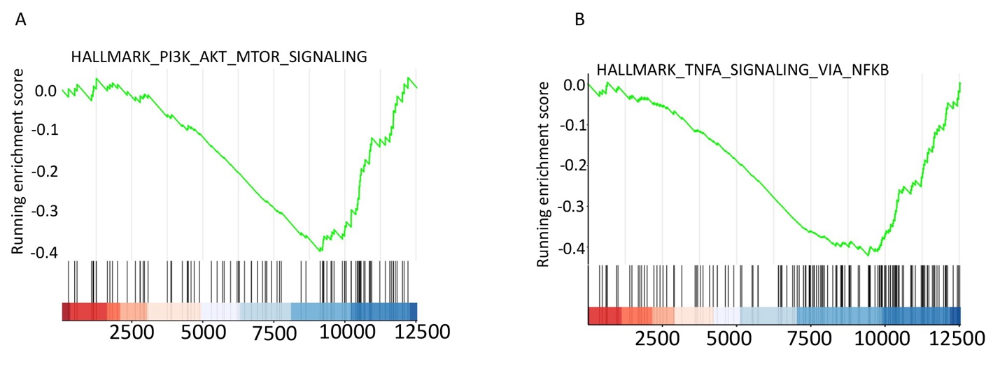 A
HALLMARK_PI3K_AKT_MTOR_SIGNALING
Running enrichment score
0.0
-0.1
-0.2
-0.3
-0.4
2500 5000 7500 10000 12500
B
HALLMARK_TNFA_SIGNALING_VIA_NFKB
Running enrichment score
0.0
-0.1
-0.2
-0.3
-0.4
2500 5000 7500 10000 12500